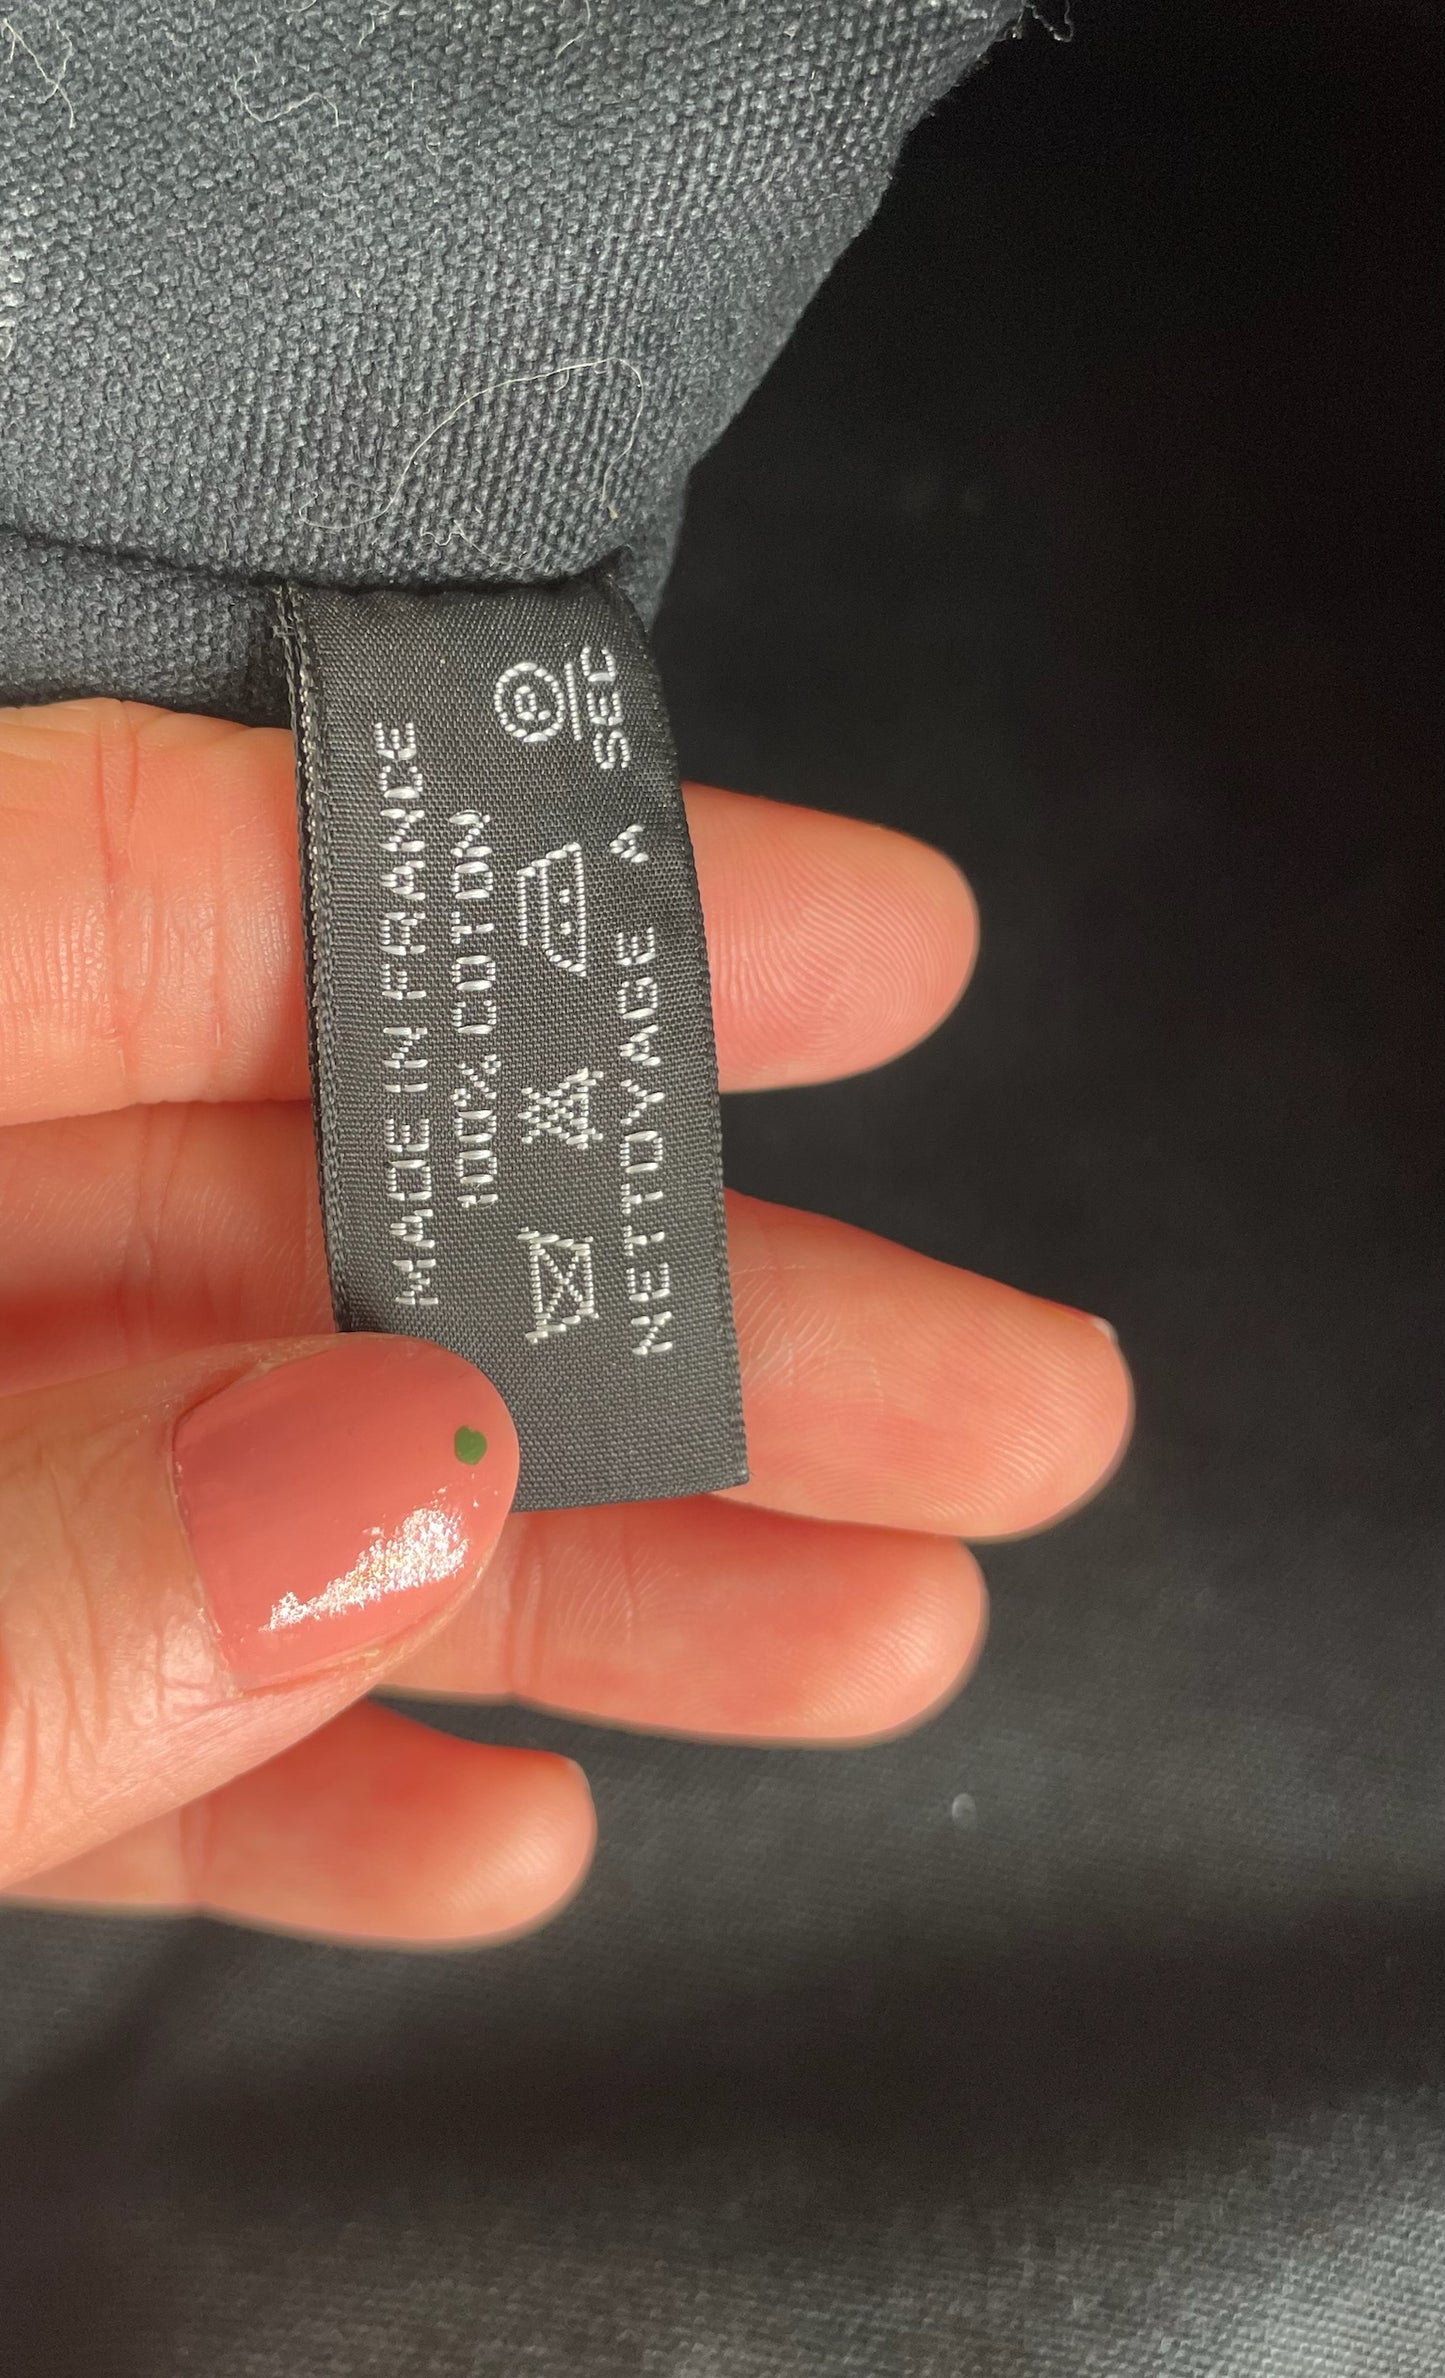 MADE IN FRANCE
100% COTON
P
NETTOYAGE A SEC